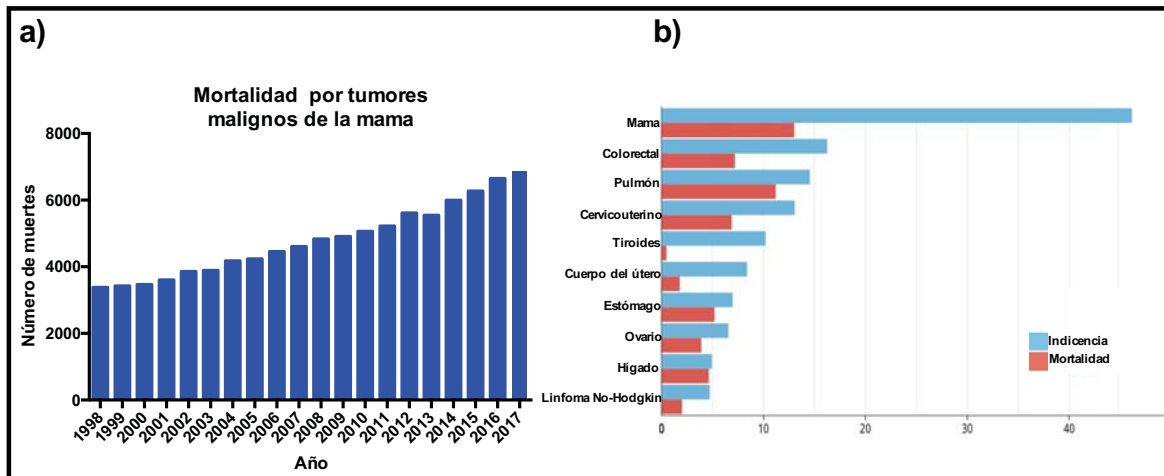 a)
Mortalidad por tumores
malignos de la mama
Número de muertes
8000
6000
4000
2000
0
1998
1999
2000
2001
2002
2003
2004
2005
2006
2007
2008
2009
2010
2011
2012
2013
2014
2015
2016
2017
Año
b)
Mama
Colorectal
Pulmón
Cervicouterino
Tiroides
Cuerpo del útero
Estómago
Ovario
Hígado
Linfoma No-Hodgkin
0
10
20
30
40
Indicencia
Mortalidad